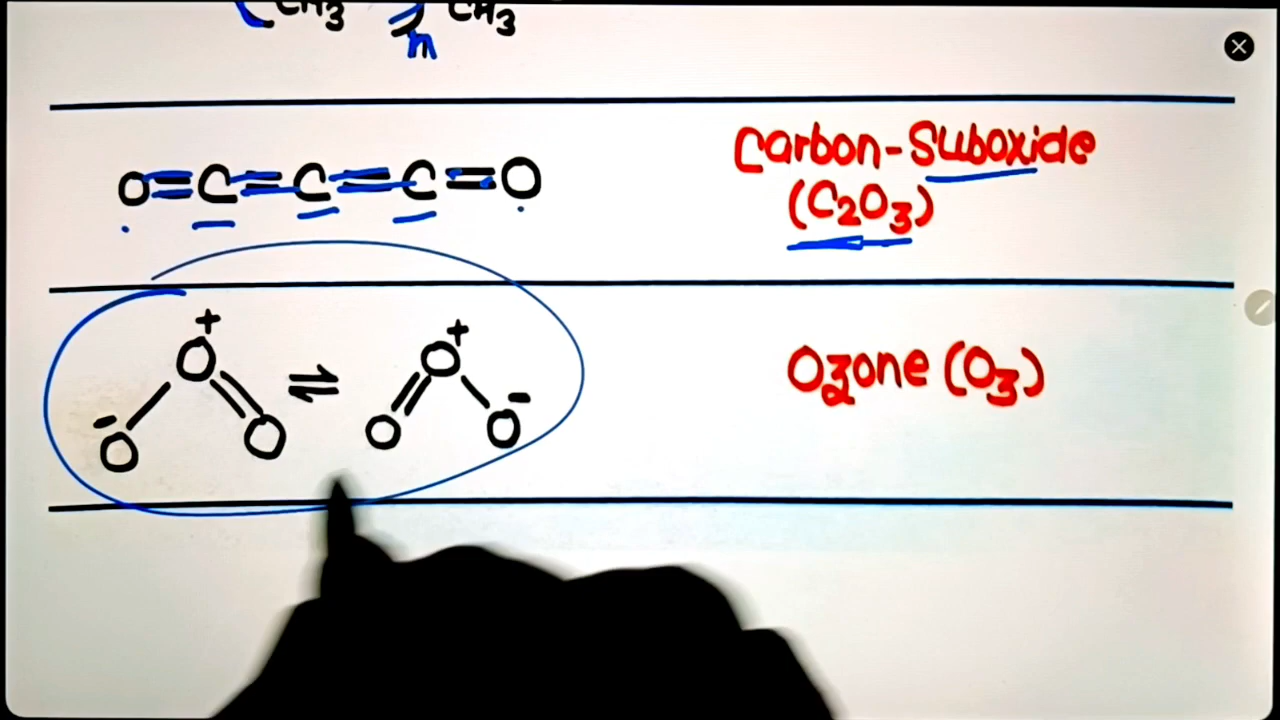 CH3 CH3
n
O=C=C=C=O Carbon-Suboxide
(C2O3)
+ +
O O
⇌
- O O O O - Ozone (O3)